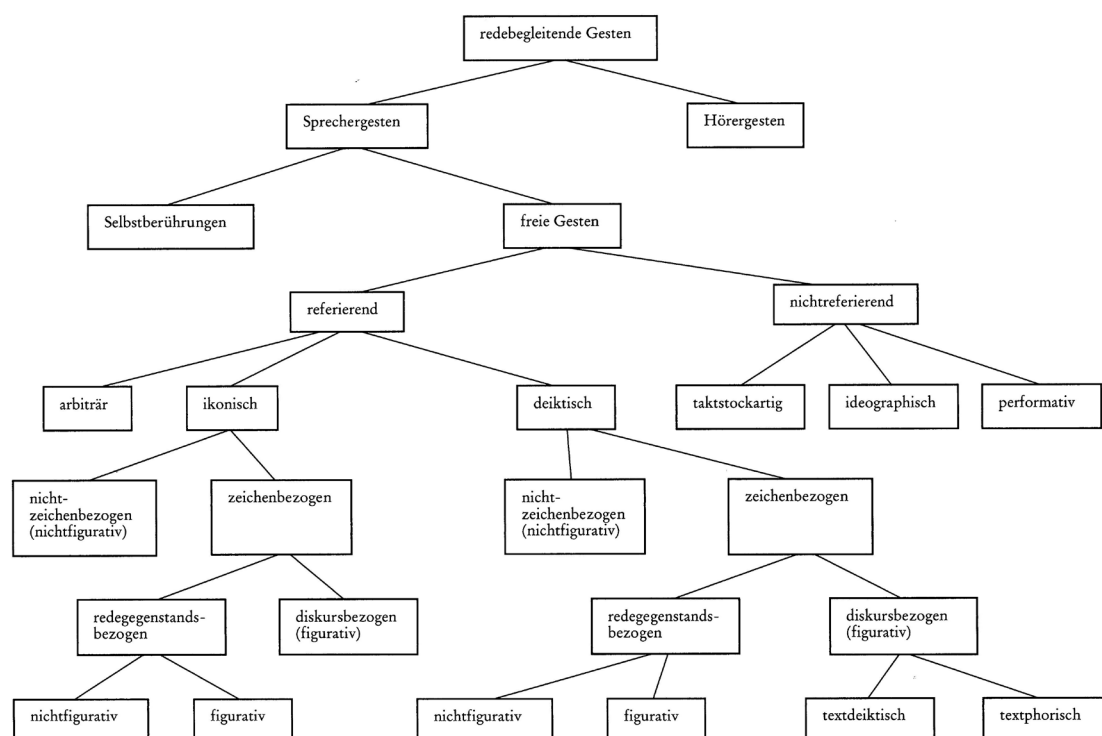 redebegleitende Gesten
Sprechergesten
Hörergesten
Selbstberührungen
freie Gesten
referierend
nichtreferierend
arbiträr
ikonisch
deiktisch
taktstockartig
ideographisch
performativ
nicht-
zeichenbezogen
(nichtfigurativ)
zeichenbezogen
nicht-
zeichenbezogen
(nichtfigurativ)
zeichenbezogen
redegegenstands-
bezogen
diskursbezogen
(figurativ)
redegegenstands-
bezogen
diskursbezogen
(figurativ)
nichtfigurativ
figurativ
nichtfigurativ
figurativ
textdeiktisch
textphorisch